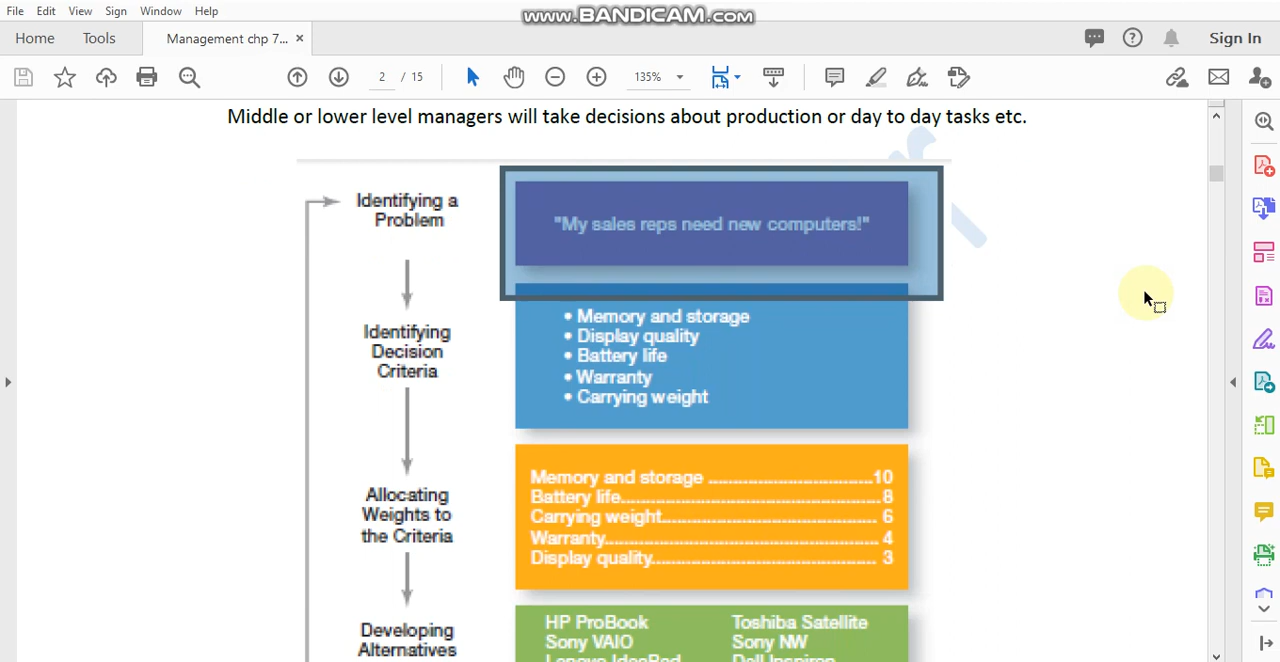 File Edit View Sign Window Help
www.BANDICAM.com
Home Tools Management chp 7... × Sign In
2 / 15 135%
Middle or lower level managers will take decisions about production or day to day tasks etc.
Identifying a
Problem
"My sales reps need new computers!"
Identifying
Decision
Criteria
• Memory and storage
• Display quality
• Battery life
• Warranty
• Carrying weight
Allocating
Weights to
the Criteria
Memory and storage ........................................10
Battery life...............................................................8
Carrying weight..................................................... 6
Warranty................................................................. 4
Display quality....................................................... 3
Developing
Alternatives
HP ProBook Toshiba Satellite
Sony VAIO Sony NW
Lenovo IdeaPad Dell Inspiron